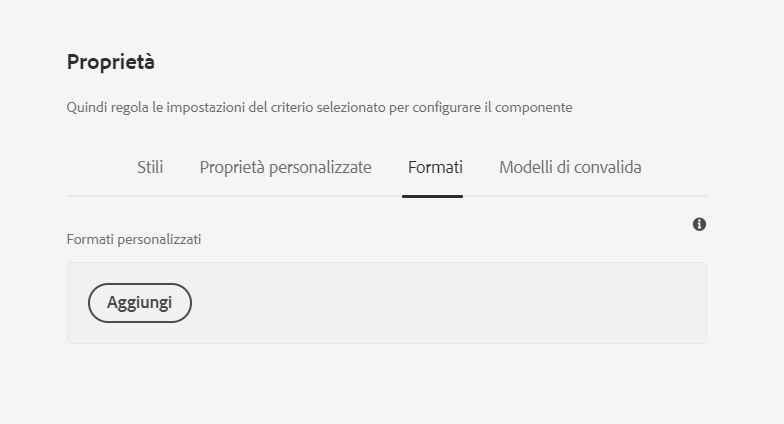 Proprietà
Quindi regola le impostazioni del criterio selezionato per configurare il componente
Stili Proprietà personalizzate Formati Modelli di convalida
Formati personalizzati
Aggiungi